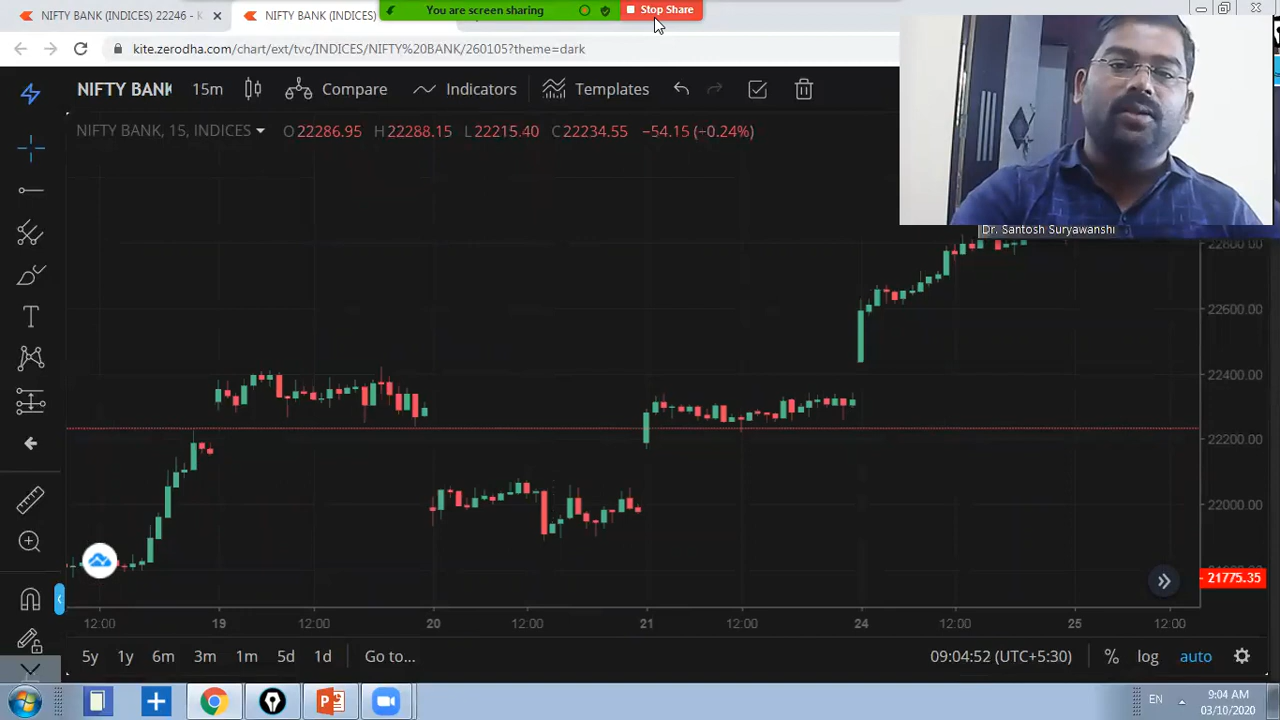 NIFTY BANK (INDICES) 22246 - K
NIFTY BANK (INDICES)
You are screen sharing
Stop Share
kite.zerodha.com/chart/ext/tvc/INDICES/NIFTY%20BANK/260105?theme=dark
NIFTY BANK
15m
Compare
Indicators
Templates
NIFTY BANK, 15, INDICES
O 22286.95 H 22288.15 L 22215.40 C 22234.55 −54.15 (−0.24%)
Dr. Santosh Suryawanshi
22800.00
22600.00
22400.00
22200.00
22000.00
21775.35
12:00 19 12:00 20 12:00 21 12:00 24 12:00 25 12:00
5y 1y 6m 3m 1m 5d 1d Go to...
09:04:52 (UTC+5:30) % log auto
EN
9:04 AM
03/10/2020